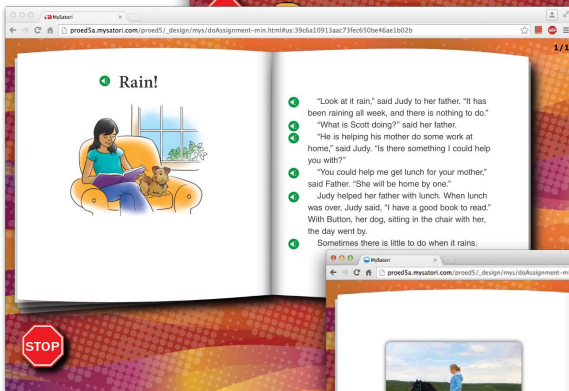 MySatori
proed5a.mysatori.com/proed5/_design/mys/doAssignment-min.html#us:39c6a10913aac73fec650be46ae1b02b
1/1
Rain!
“Look at it rain,” said Judy to her father. “It has
been raining all week, and there is nothing to do.”
“What is Scott doing?” said her father.
“He is helping his mother do some work at
home,” said Judy. “Is there something I could help
you with?”
“You could help me get lunch for your mother,”
said Father. “She will be home by one.”
Judy helped her father with lunch. When lunch
was over, Judy said, “I have a good book to read.”
With Button, her dog, sitting in the chair with her,
the day went by.
Sometimes there is little to do when it rains.
STOP
MySatori
proed5a.mysatori.com/proed5/_design/mys/doAssignment-m